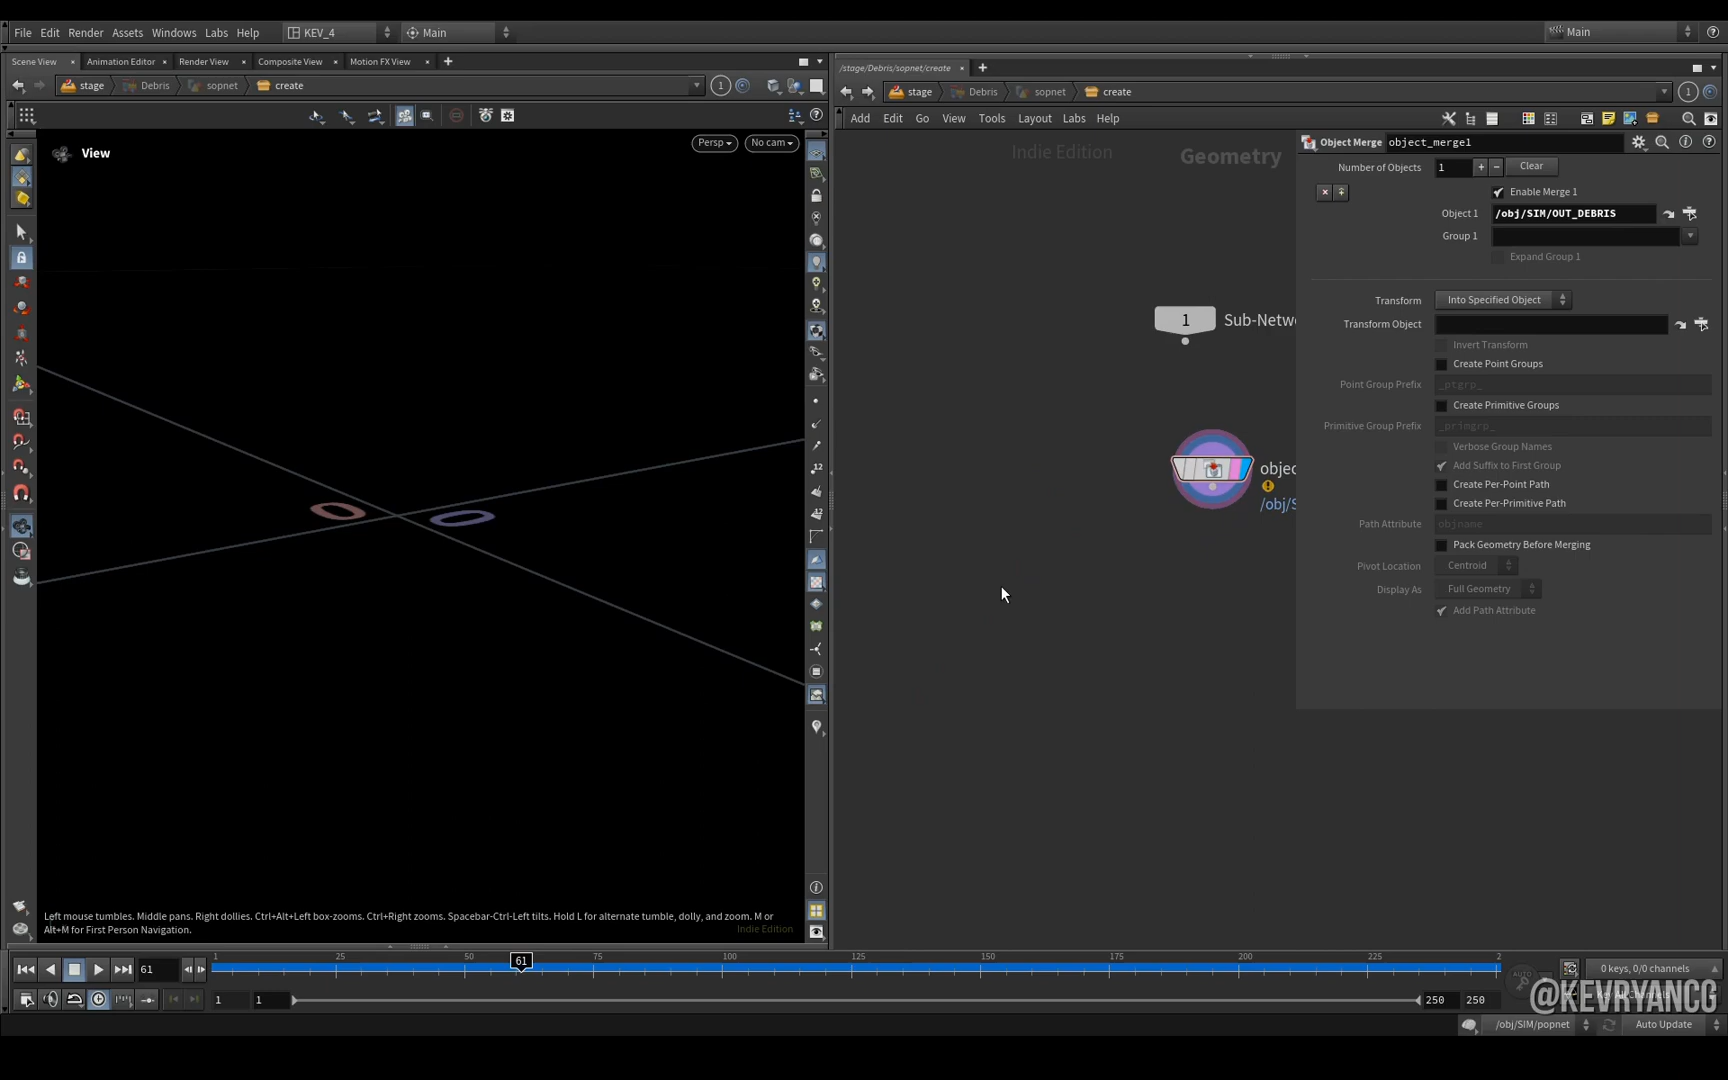 File Edit Render Assets Windows Labs Help KEV_4 Main Main
Scene View × Animation Editor × Render View × Composite View × Motion FX View × +
/stage/Debris/sopnet/create × +
stage Debris sopnet create 1
stage Debris sopnet create 1
Add Edit Go View Tools Layout Labs Help
View
Persp No cam
Indie Edition
Geometry
Object Merge object_merge1
Number of Objects 1 + − Clear
Enable Merge 1
Object 1 /obj/SIM/OUT_DEBRIS
Group 1
Expand Group 1
Transform Into Specified Object
Transform Object
Invert Transform
Create Point Groups
Point Group Prefix _ptgrp_
Create Primitive Groups
Primitive Group Prefix _primgrp_
Verbose Group Names
Add Suffix to First Group
Create Per-Point Path
Create Per-Primitive Path
Path Attribute objname
Pack Geometry Before Merging
Pivot Location Centroid
Display As Full Geometry
Add Path Attribute
1 Sub-Netw
objec
/obj/S
12
12
Left mouse tumbles. Middle pans. Right dollies. Ctrl+Alt+Left box-zooms. Ctrl+Right zooms. Spacebar-Ctrl-Left tilts. Hold L for alternate tumble, dolly, and zoom. M or
Alt+M for First Person Navigation.
Indie Edition
61 1 25 50 61 75 100 125 150 175 200 225 2
0 keys, 0/0 channels
1 1 250 250
AUTO
@KEVRYANCG
/obj/SIM/popnet Auto Update